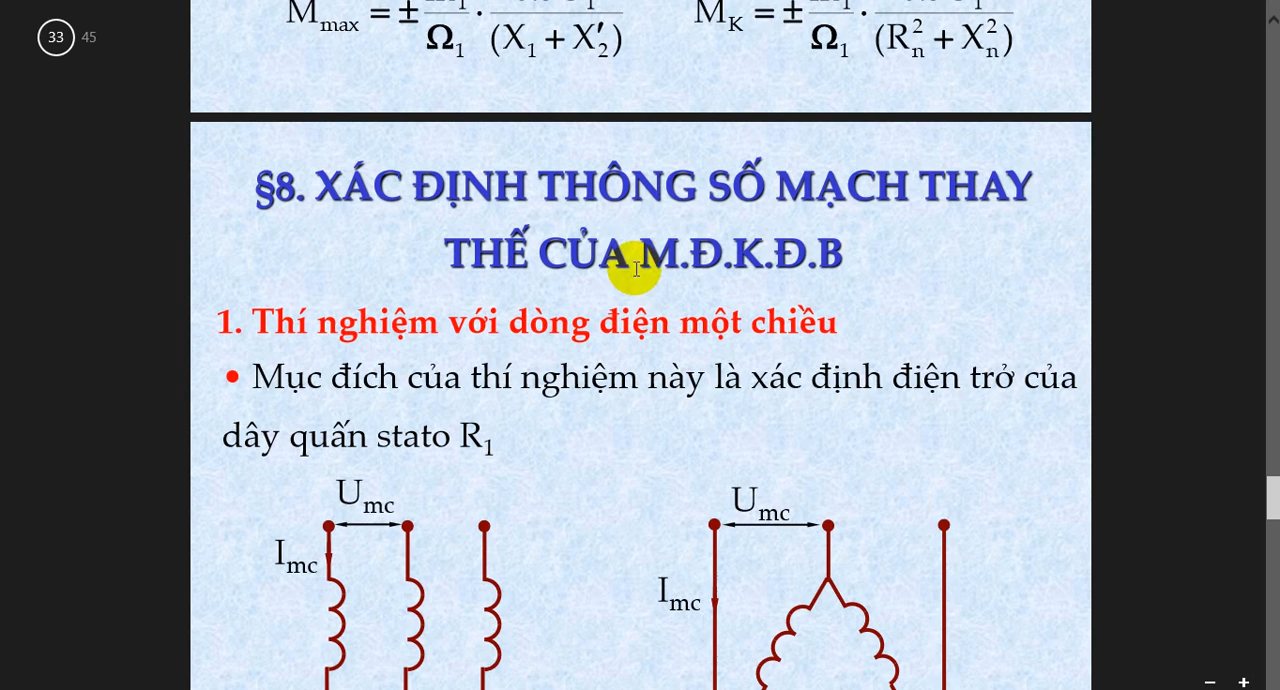 33 45
M_max = ± Ω₁ · (X₁ + X′₂)
M_K = ± Ω₁ · (R_n² + X_n²)
§8. XÁC ĐỊNH THÔNG SỐ MẠCH THAY
THẾ CỦA M.Đ.K.Đ.B
1. Thí nghiệm với dòng điện một chiều
• Mục đích của thí nghiệm này là xác định điện trở của
dây quấn stato R₁
U_mc U_mc
I_mc I_mc